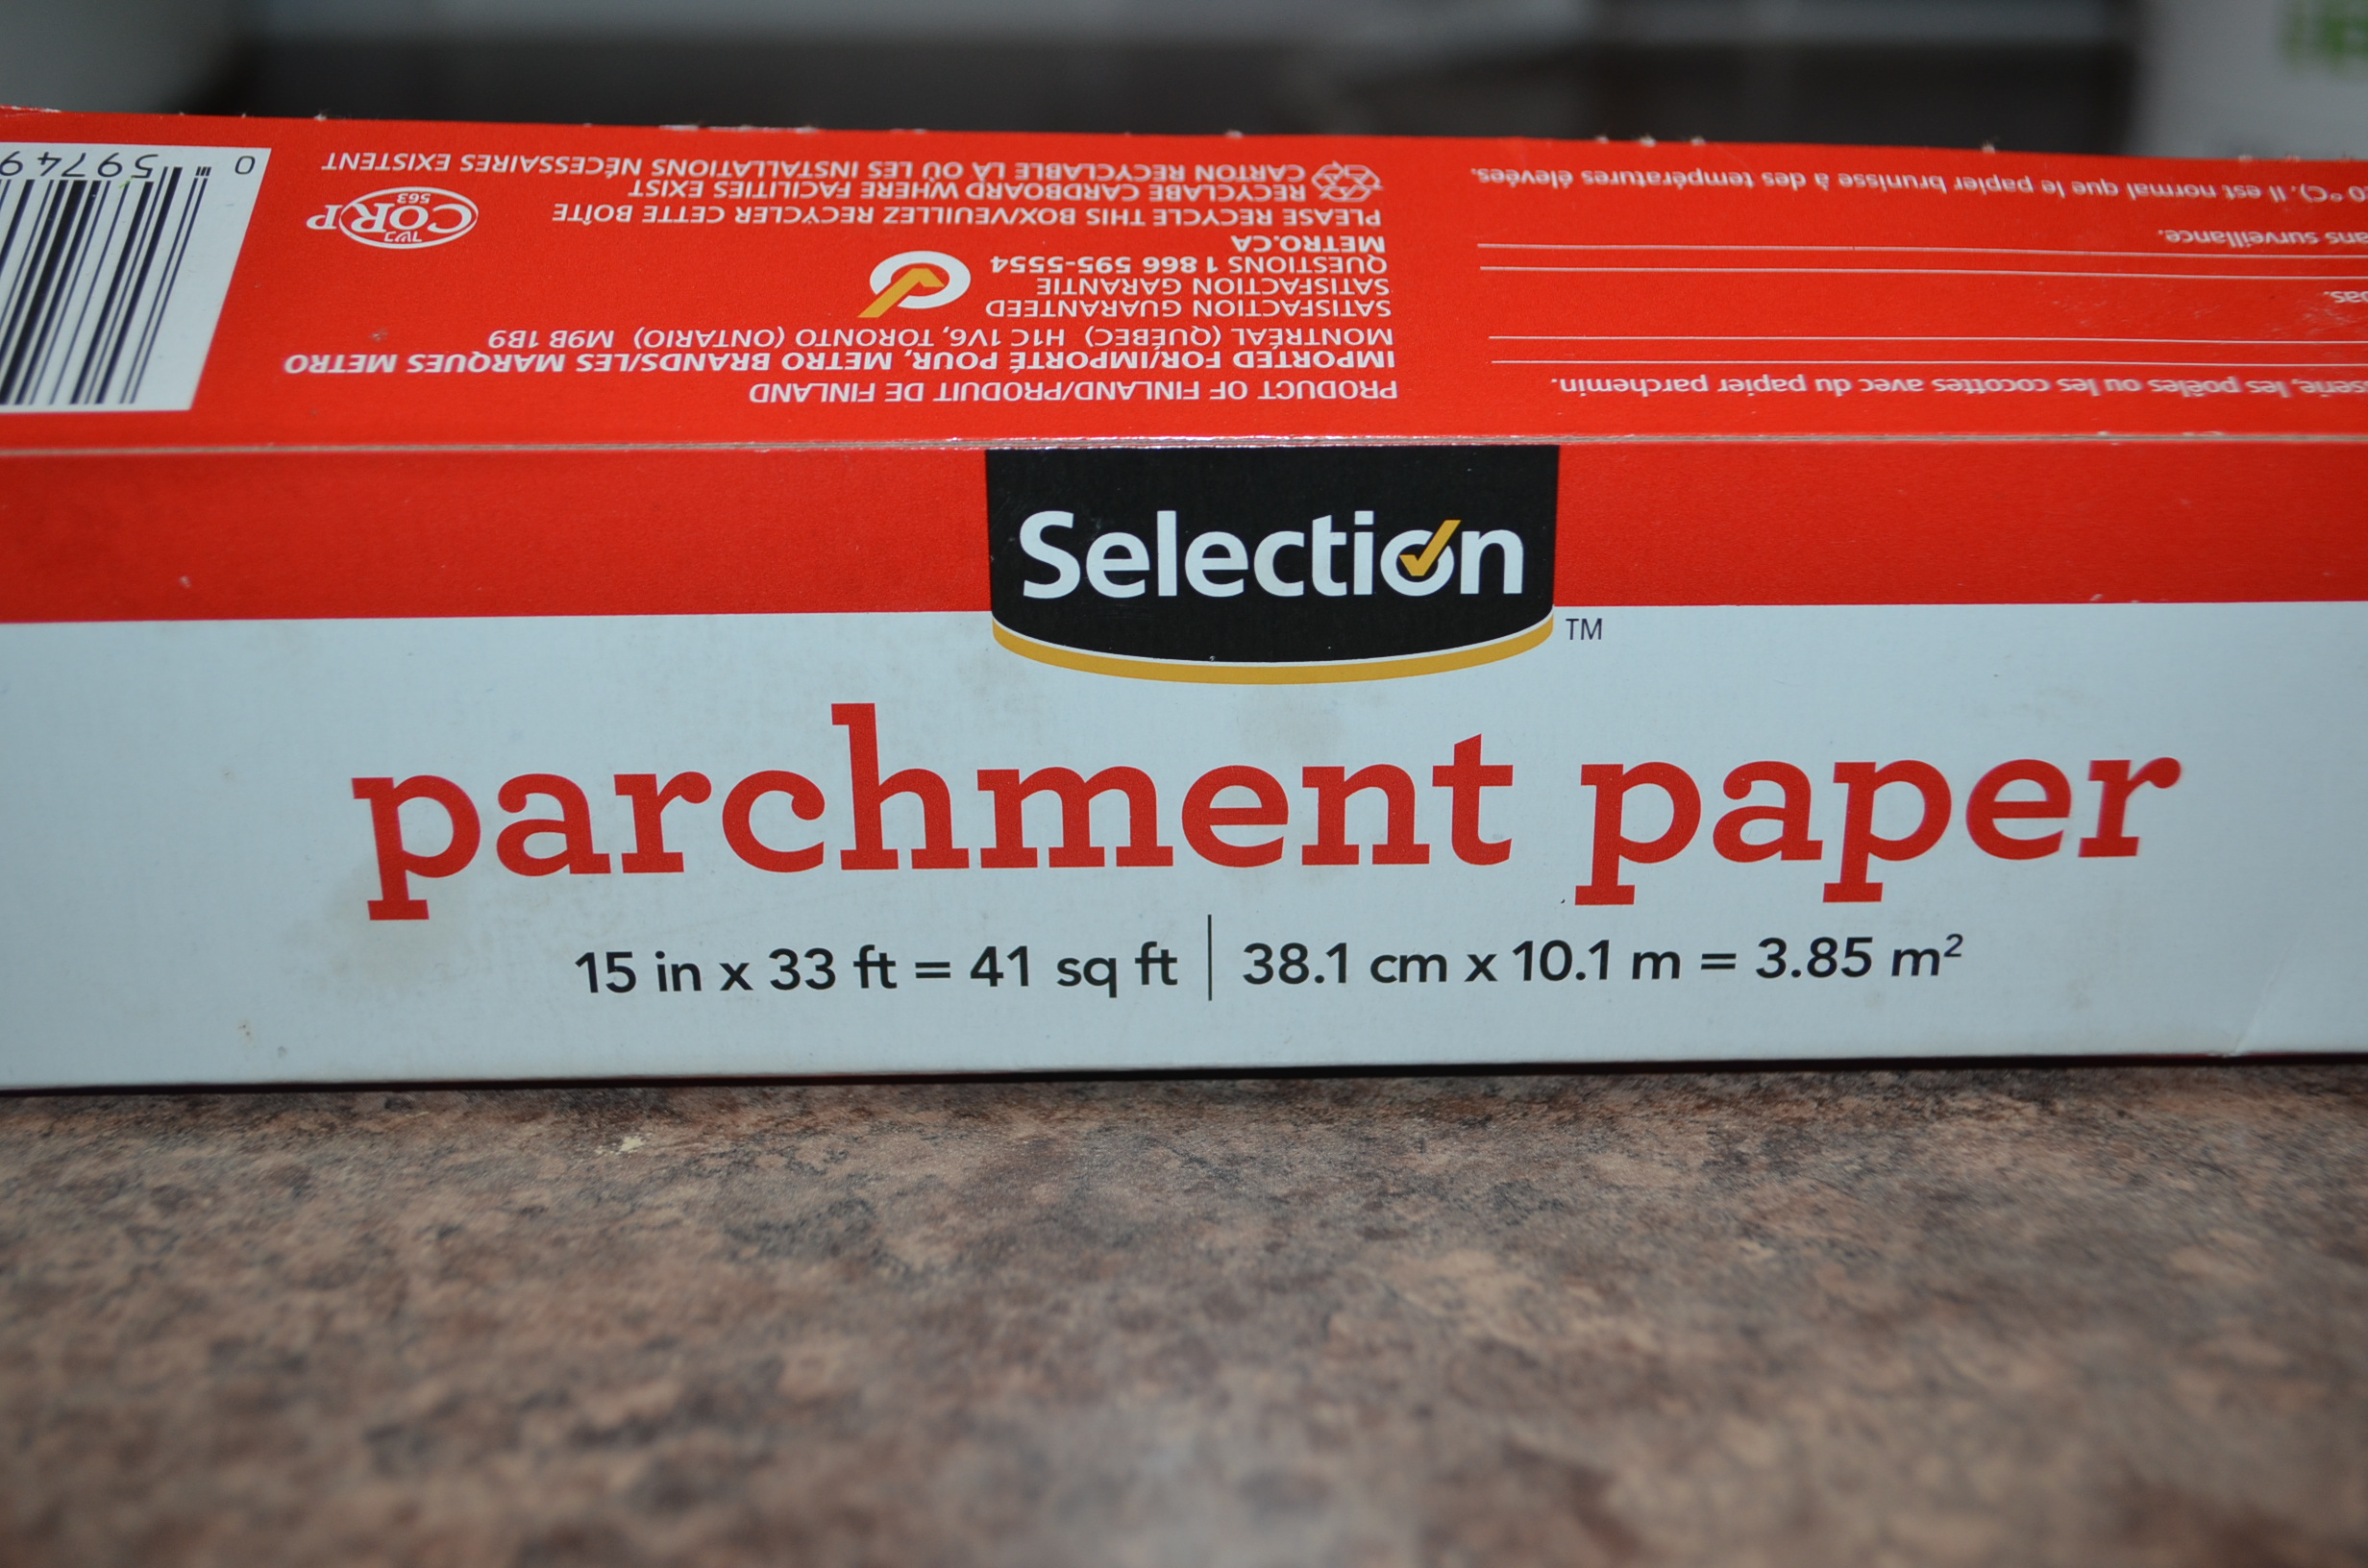 Selection
TM
parchment paper
15 in x 33 ft = 41 sq ft | 38.1 cm x 10.1 m = 3.85 m²
PRODUCT OF FINLAND/PRODUIT DE FINLAND
IMPORTED FOR/IMPORTÉ POUR, METRO BRANDS/LES MARQUES METRO
MONTRÉAL (QUÉBEC) H1C 1V6, TORONTO (ONTARIO) M9B 1B9
SATISFACTION GUARANTEED
SATISFACTION GARANTIE
QUESTIONS 1 866 595-5554
METRO.CA
PLEASE RECYCLE THIS BOX/VEUILLEZ RECYCLER CETTE BOÎTE
RECYCLABE CARDBOARD WHERE FACILITIES EXIST
CARTON RECYCLABLE LÀ OÙ LES INSTALLATIONS NÉCESSAIRES EXISTENT
COR P
כשר
563
0
59749
les poêles ou les cocottes avec du papier parchemin.
pas.
sans surveillance.
0 °C). Il est normal que le papier brunisse à des températures élevées.